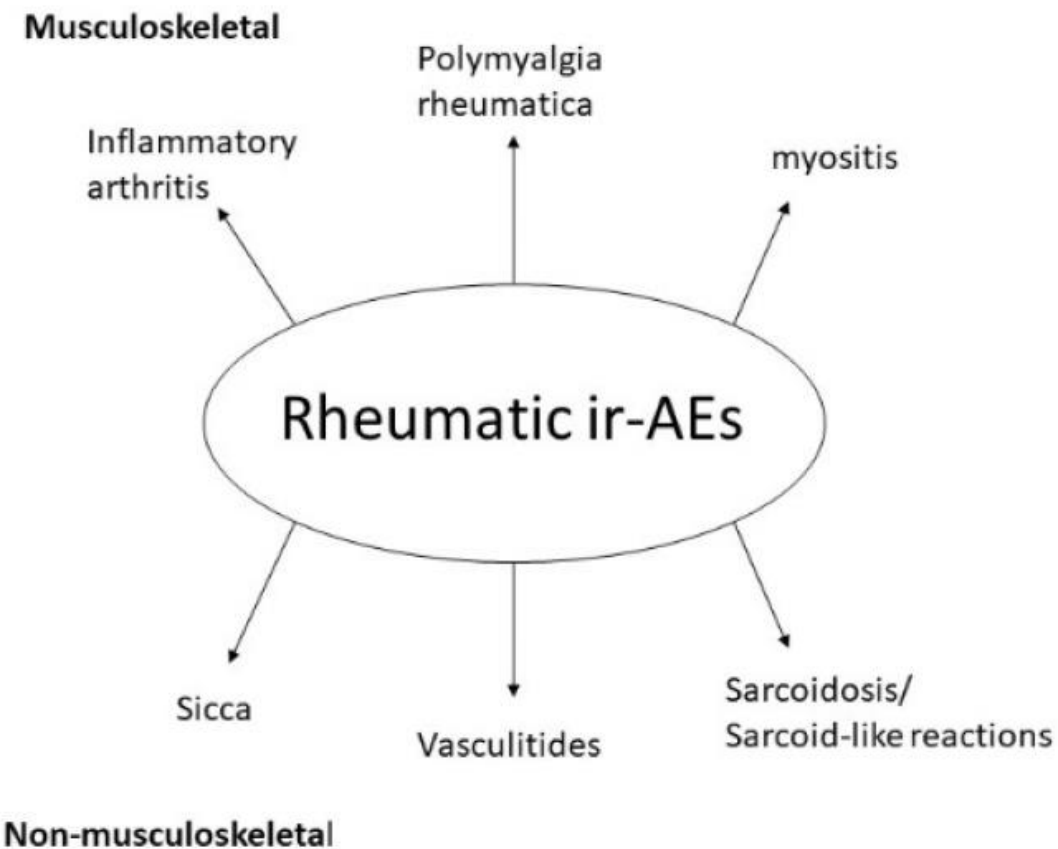 Musculoskeletal
Polymyalgia
rheumatica
Inflammatory
arthritis
myositis
Rheumatic ir-AEs
Sicca
Vasculitides
Sarcoidosis/
Sarcoid-like reactions
Non-musculoskeletal